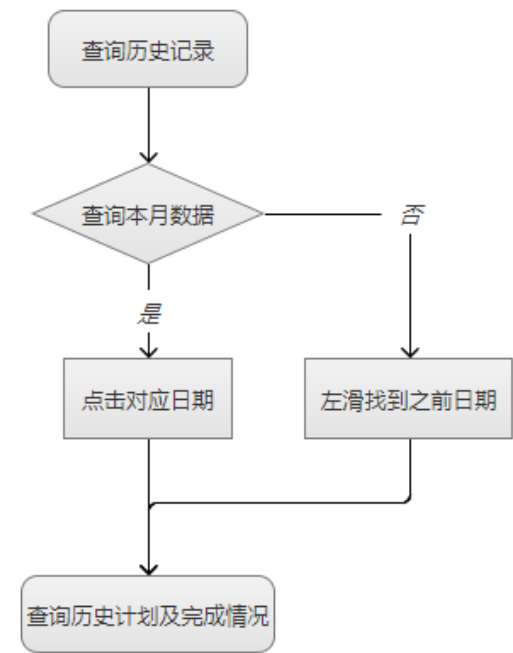 查询历史记录
查询本月数据
否
是
点击对应日期
左滑找到之前日期
查询历史计划及完成情况